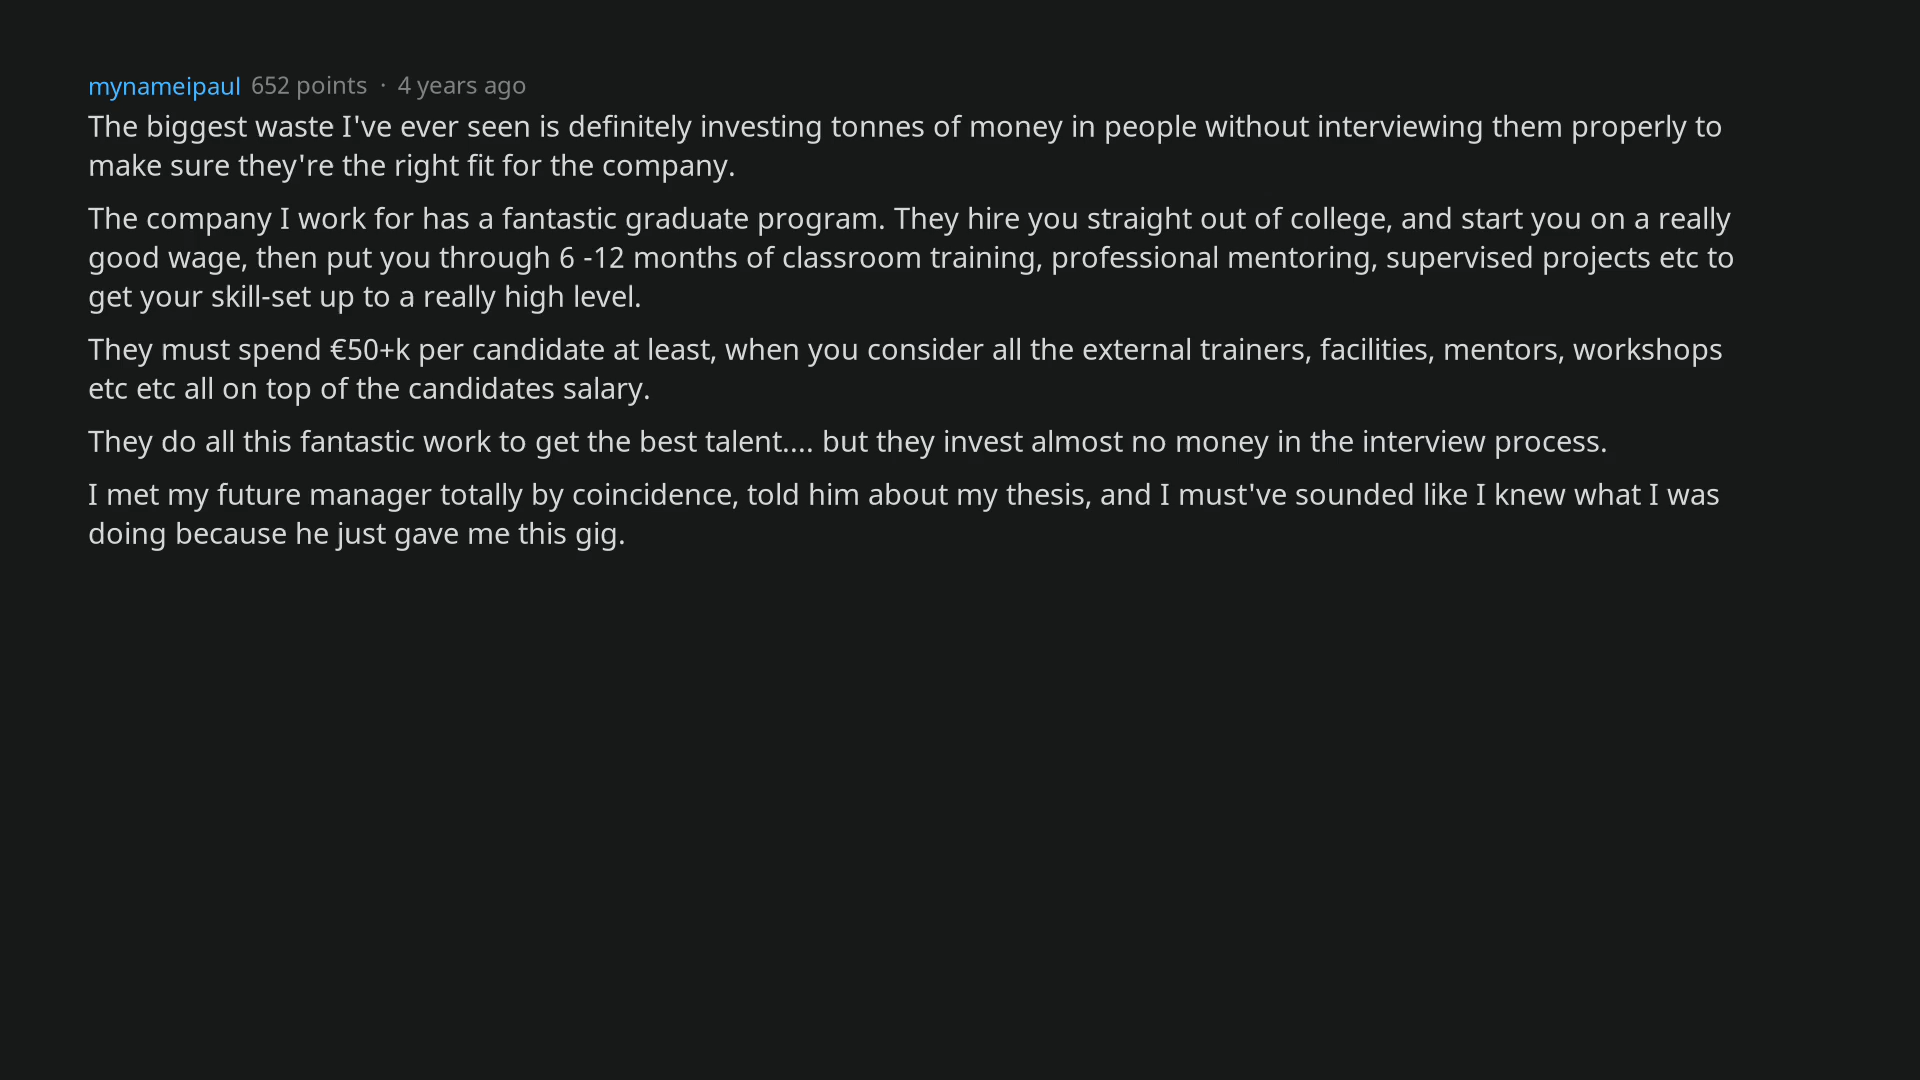 mynameipaul 652 points · 4 years ago
The biggest waste I've ever seen is definitely investing tonnes of money in people without interviewing them properly to
make sure they're the right fit for the company.
The company I work for has a fantastic graduate program. They hire you straight out of college, and start you on a really
good wage, then put you through 6 -12 months of classroom training, professional mentoring, supervised projects etc to
get your skill-set up to a really high level.
They must spend €50+k per candidate at least, when you consider all the external trainers, facilities, mentors, workshops
etc etc all on top of the candidates salary.
They do all this fantastic work to get the best talent.... but they invest almost no money in the interview process.
I met my future manager totally by coincidence, told him about my thesis, and I must've sounded like I knew what I was
doing because he just gave me this gig.